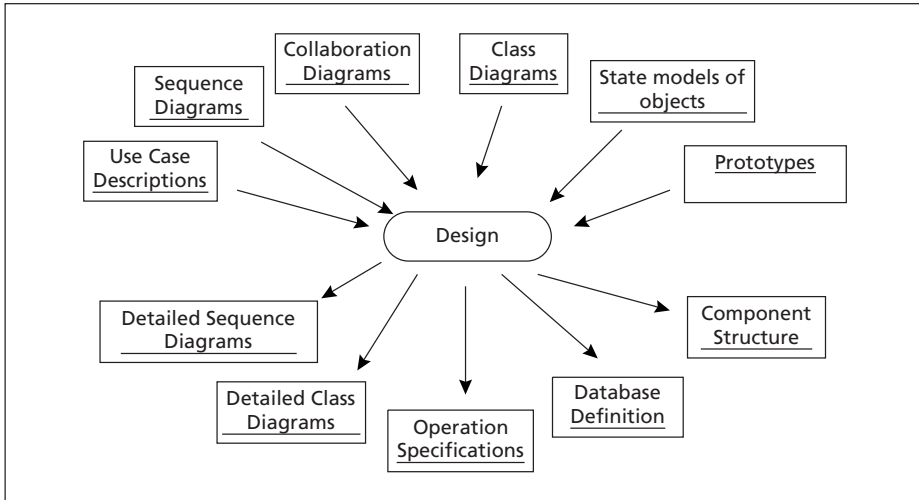 Collaboration
Diagrams
Class
Diagrams
State models of
objects
Sequence
Diagrams
Use Case
Descriptions
Prototypes
Design
Detailed Sequence
Diagrams
Component
Structure
Detailed Class
Diagrams
Operation
Specifications
Database
Definition